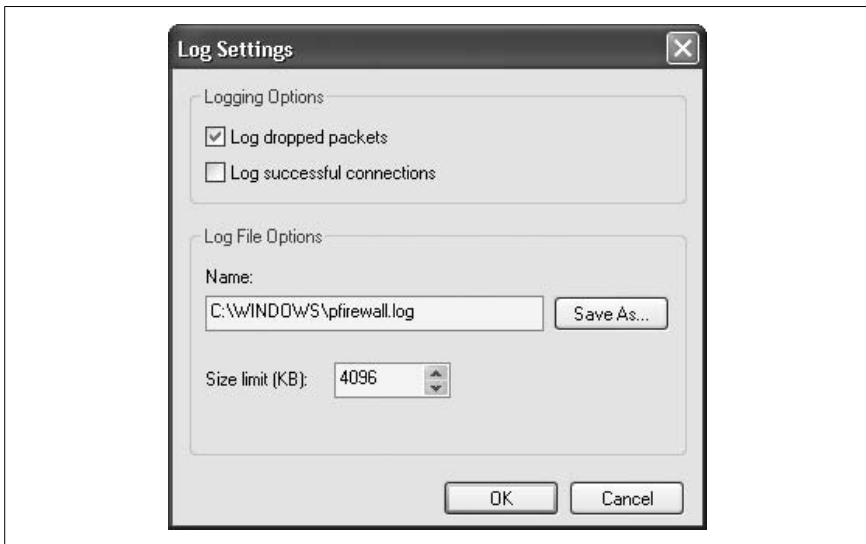 Log Settings
Logging Options
Log dropped packets
Log successful connections
Log File Options
Name:
C:\WINDOWS\pfirewall.log
Save As...
Size limit (KB):
4096
OK
Cancel